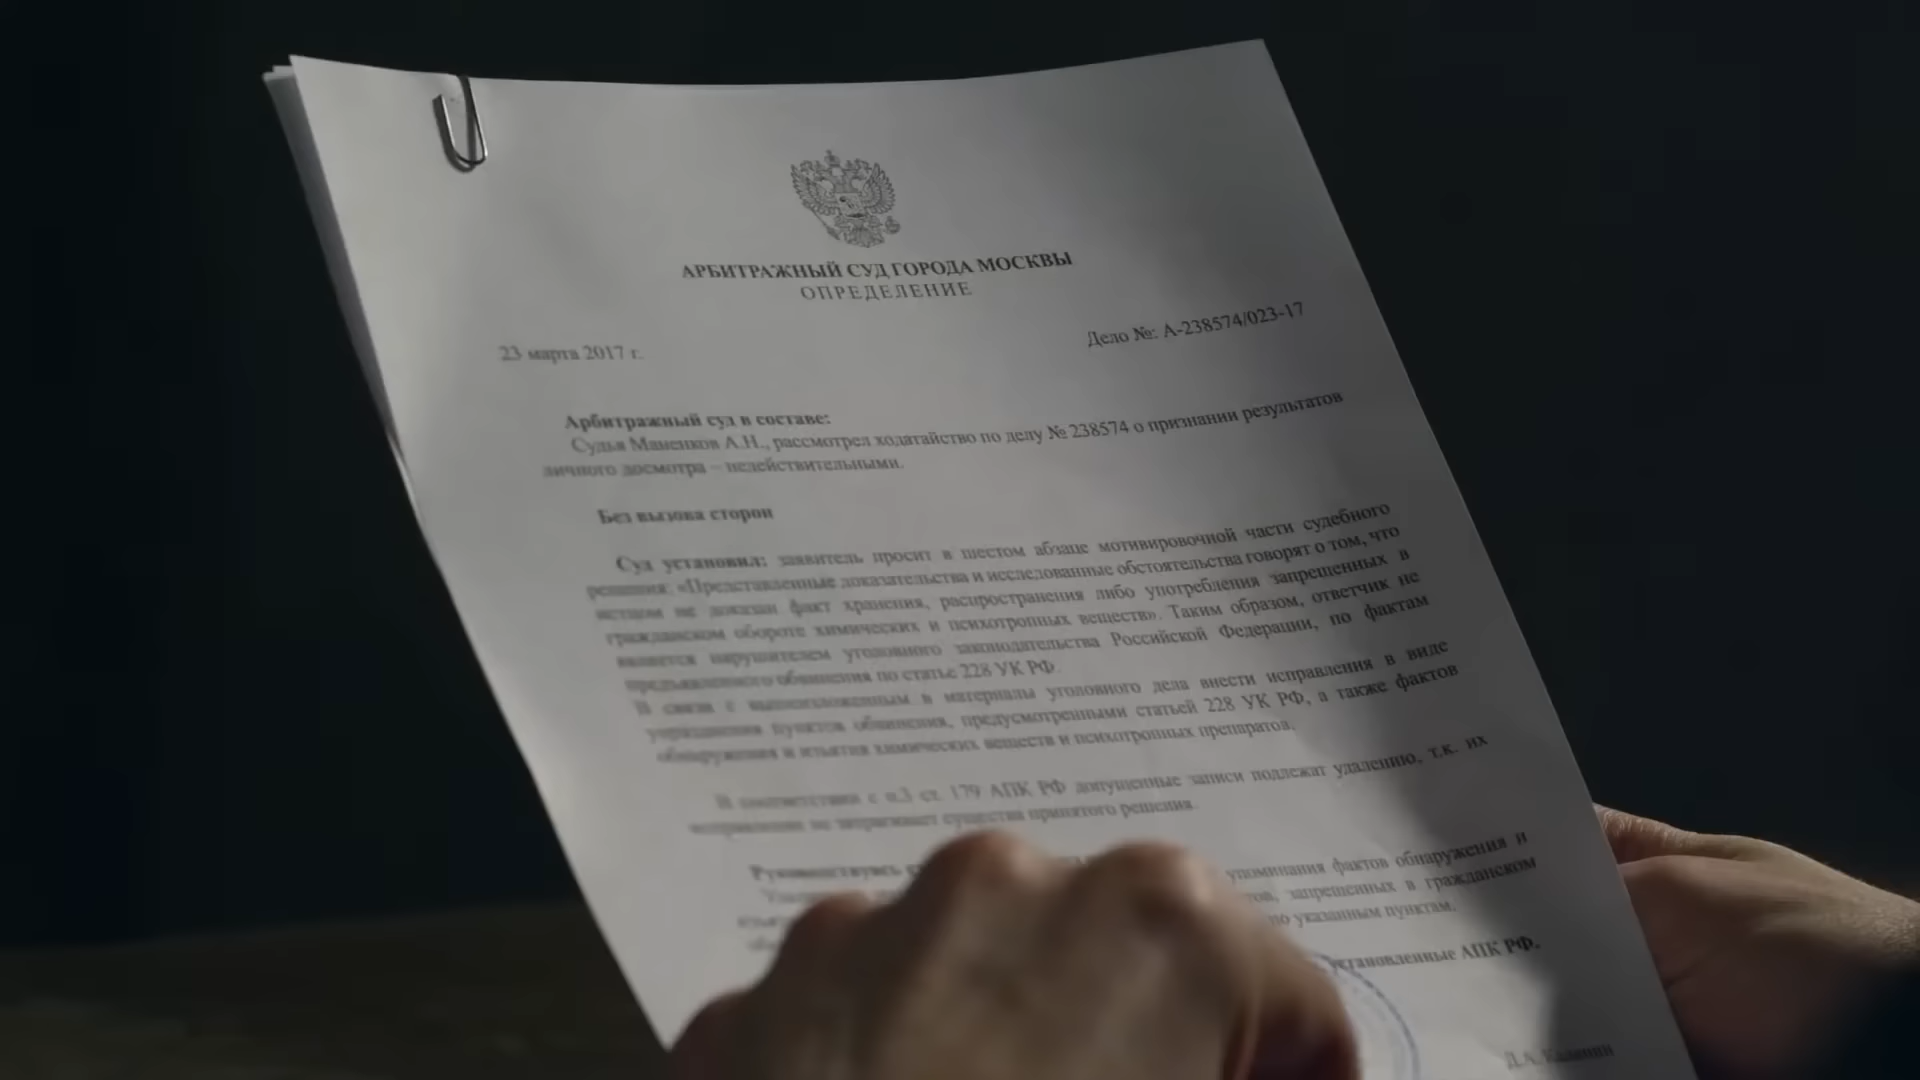 АРБИТРАЖНЫЙ СУД ГОРОДА МОСКВЫ
ОПРЕДЕЛЕНИЕ
23 марта 2017 г.
Дело №: А-238574/023-17
Арбитражный суд в составе:
Судья Маненков А.Н., рассмотрел ходатайство по делу № 238574 о признании результатов
личного досмотра – недействительными.
Без вызова сторон
Суд установил: заявитель просит в шестом абзаце мотивировочной части судебного
решения: «Представленные доказательства и исследованные обстоятельства говорят о том, что
истцом не доказан факт хранения, распространения либо употребления запрещенных в
гражданском обороте химических и психотропных веществ». Таким образом, ответчик не
является нарушителем уголовного законодательства Российской Федерации, по фактам
предъявленного обвинения по статье 228 УК РФ.
В связи с вышеизложенным в материалы уголовного дела внести исправления в виде
упразднения пунктов обвинения, предусмотренными статьей 228 УК РФ, а также фактов
обнаружения и изъятия химических веществ и психотропных препаратов.
В соответствии с п.3 ст. 179 АПК РФ допущенные записи подлежат удалению, т.к. их
исправление не затрагивает существа принятого решения.
упоминания фактов обнаружения и
запрещенных в гражданском
по указанным пунктам.
установленные АПК РФ.
Д.А.